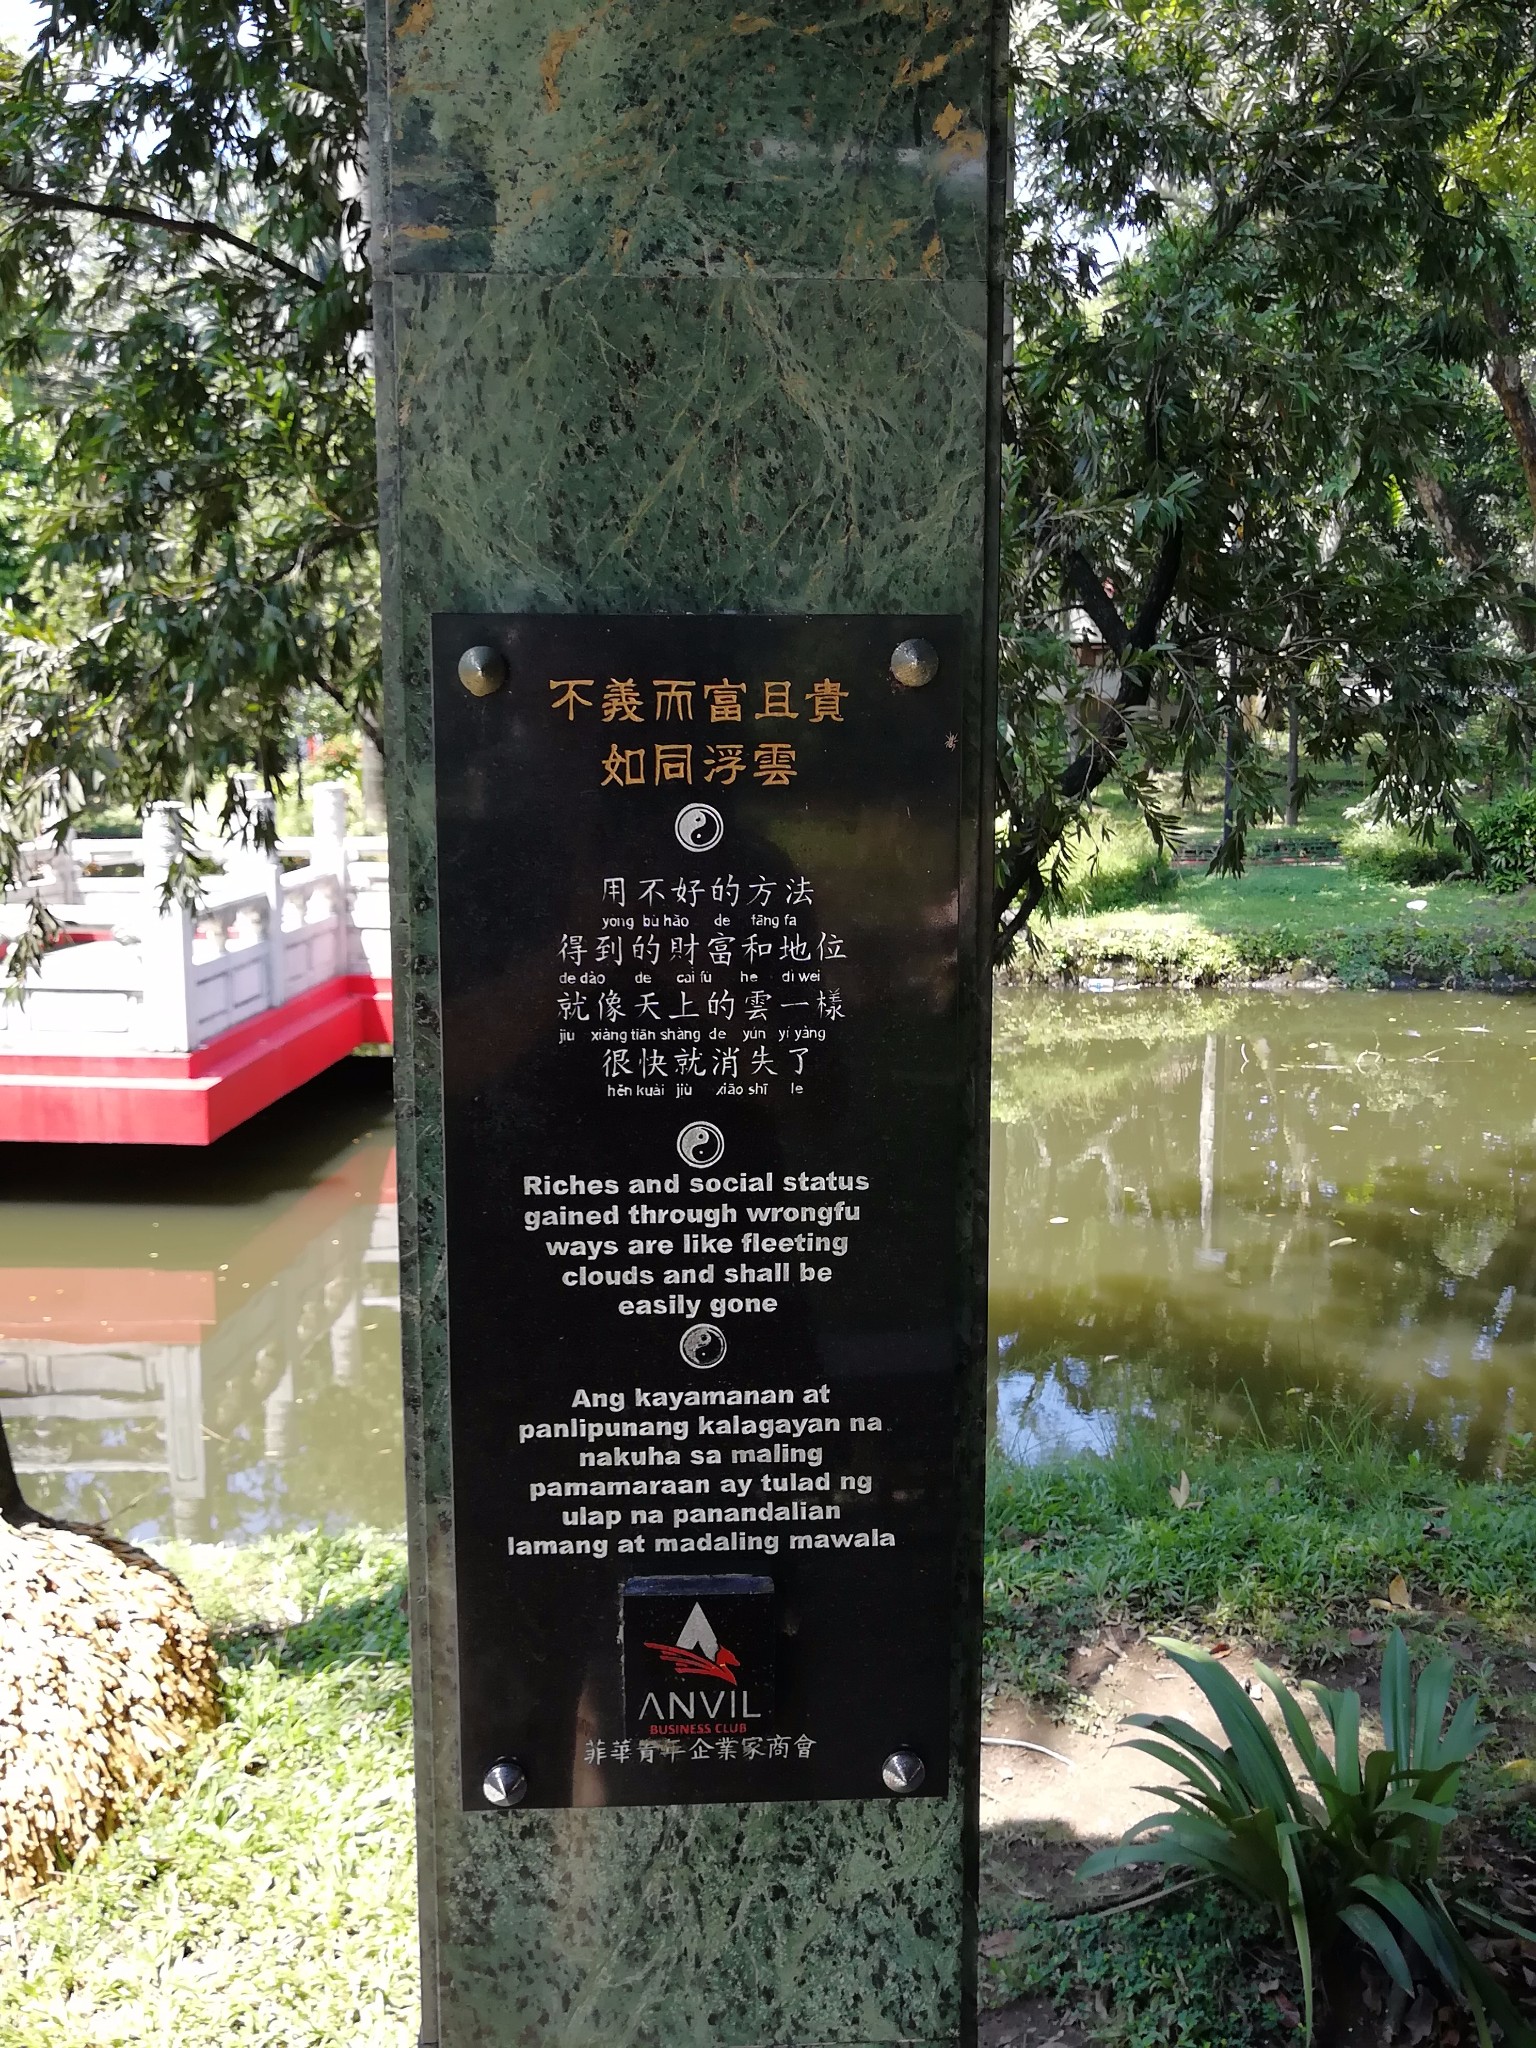 不義而富且貴
如同浮雲
用不好的方法
yong bù hǎo de fāng fa
得到的財富和地位
de dào de cai fù he dì wei
就像天上的雲一樣
jiu xiàng tiān shàng de yún yí yàng
很快就消失了
hěn kuài jiù xiāo shī le
Riches and social status
gained through wrongfu
ways are like fleeting
clouds and shall be
easily gone
Ang kayamanan at
panlipunang kalagayan na
nakuha sa maling
pamamaraan ay tulad ng
ulap na panandalian
lamang at madaling mawala
ANVIL
BUSINESS CLUB
菲華青年企業家商會